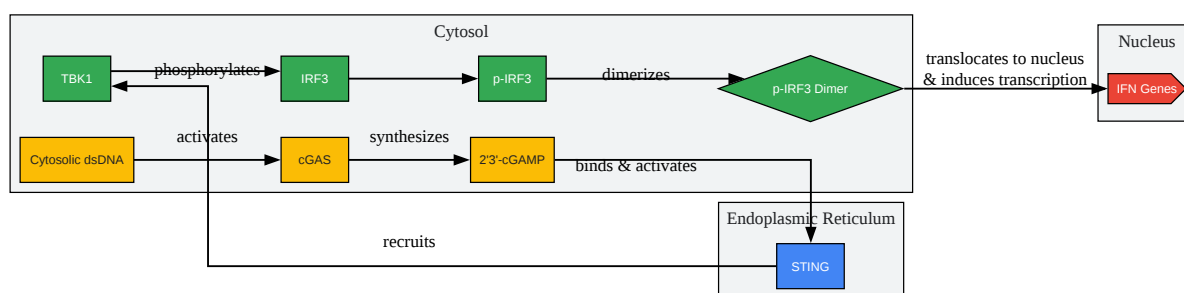 Cytosol
Nucleus
translocates to nucleus
& induces transcription
TBK1
phosphorylates
IRF3
p-IRF3
dimerizes
p-IRF3 Dimer
IFN Genes
activates
synthesizes
Cytosolic dsDNA
cGAS
2'3'-cGAMP
binds & activates
Endoplasmic Reticulum
recruits
STING